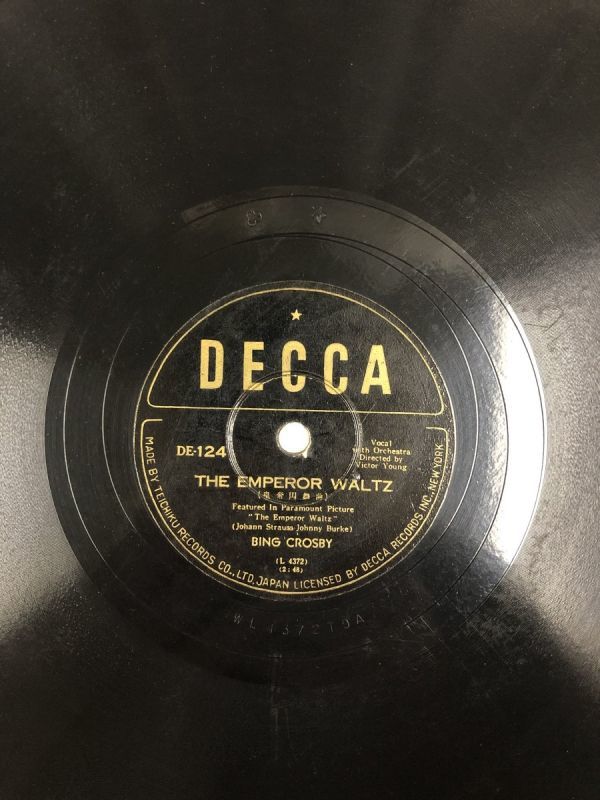 DECCA
DE-124
Vocal
with Orchestra
Directed by
Victor Young
THE EMPEROR WALTZ
Featured In Paramount Picture
"The Emperor Waltz"
(Johann Strauss-Johnny Burke)
BING CROSBY
(L 4372)
(2:48)
MADE BY TEICHIKU RECORDS CO., LTD, JAPAN LICENSED BY DECCA RECORDS INC., NEW YORK
WL4372T0A